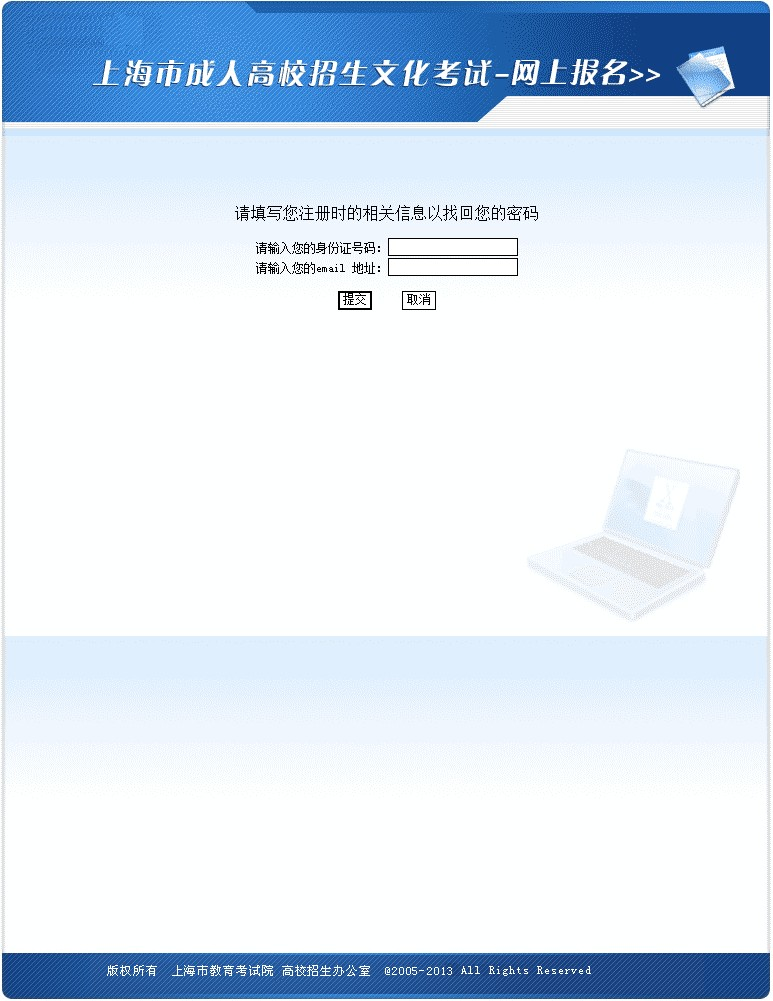 上海市成人高校招生文化考试-网上报名>>
请填写您注册时的相关信息以找回您的密码
请输入您的身份证号码：
请输入您的email 地址：
提交 取消
版权所有 上海市教育考试院 高校招生办公室 @2005-2013 All Rights Reserved